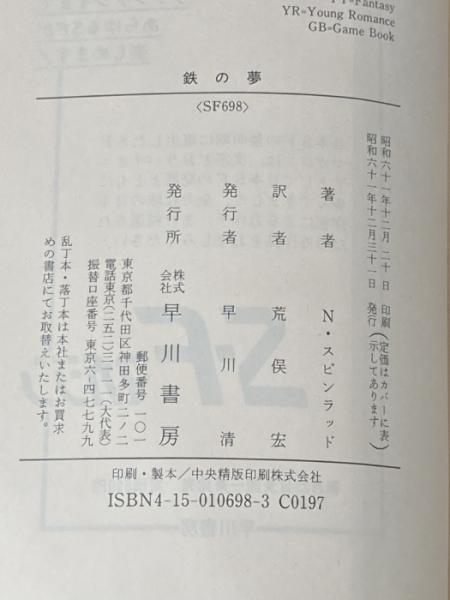 =Fantasy
YR=Young Romance
GB=Game Book
鉄の夢
〈SF698〉
昭和六十一年十二月二十日 印刷
昭和六十一年十二月三十一日 発行
(定価はカバーに表示してあります)
著者 N・スピンラッド
訳者 荒俣宏
発行者 早川清
発行所 株式会社 早川書房
郵便番号 一〇一
東京都千代田区神田多町二ノ二
電話東京(二五二)三一一一(大代表)
振替口座番号 東京六-四七七九九
乱丁本・落丁本は本社またはお買求
めの書店にてお取替えいたします。
印刷・製本/中央精版印刷株式会社
ISBN4-15-010698-3 C0197